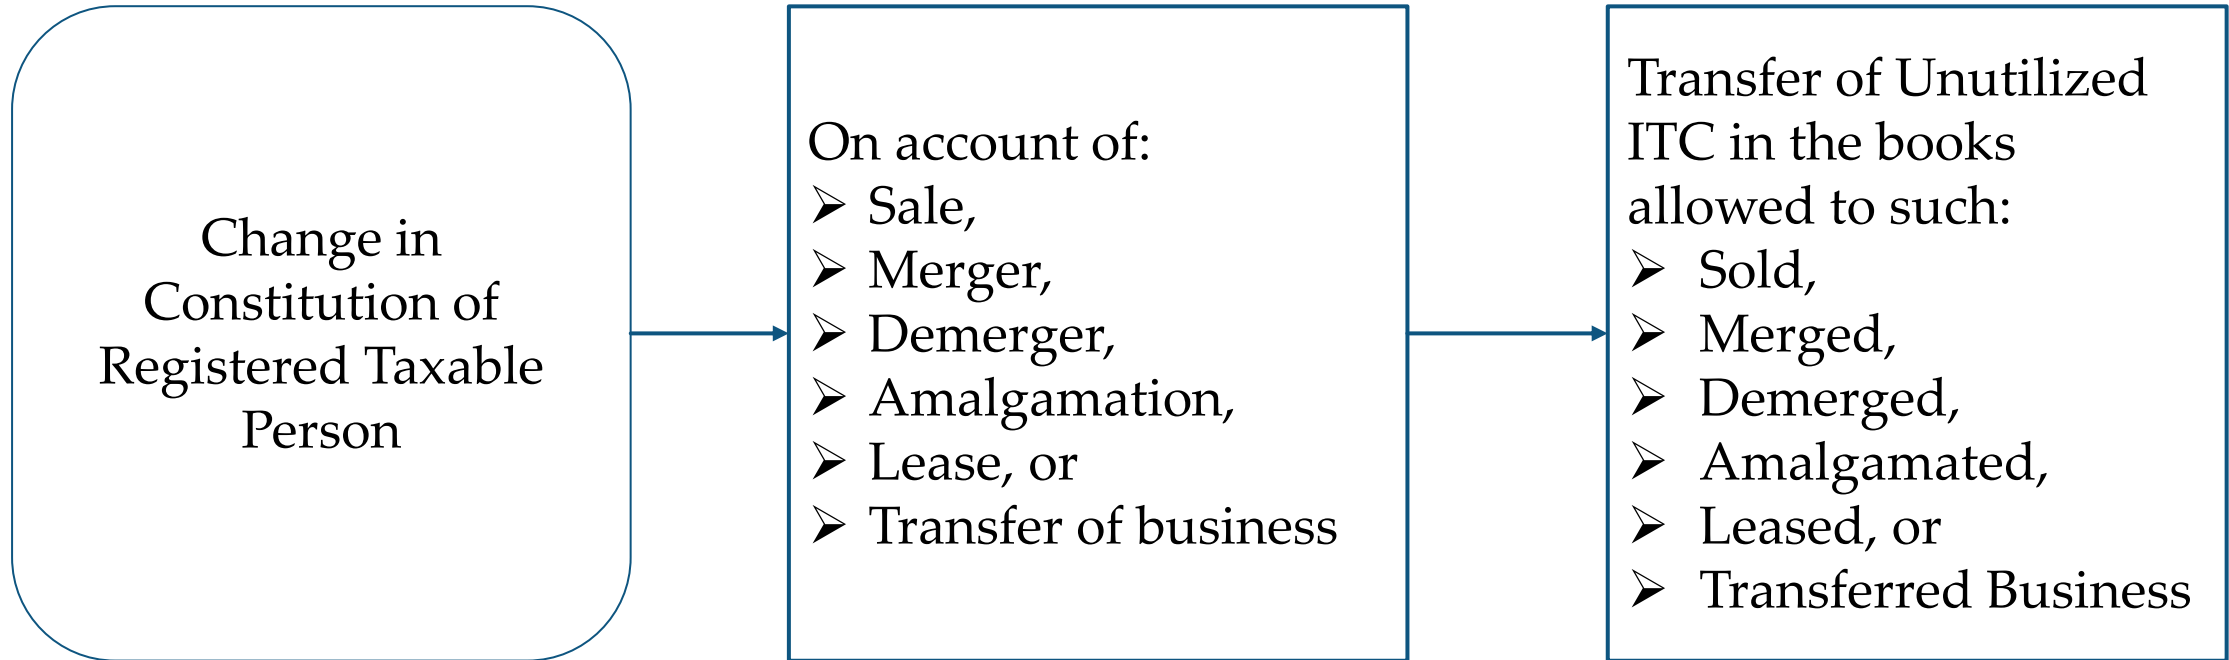 Change in
Constitution of
Registered Taxable
Person
On account of:
➢ Sale,
➢ Merger,
➢ Demerger,
➢ Amalgamation,
➢ Lease, or
➢ Transfer of business
Transfer of Unutilized
ITC in the books
allowed to such:
➢ Sold,
➢ Merged,
➢ Demerged,
➢ Amalgamated,
➢ Leased, or
➢ Transferred Business